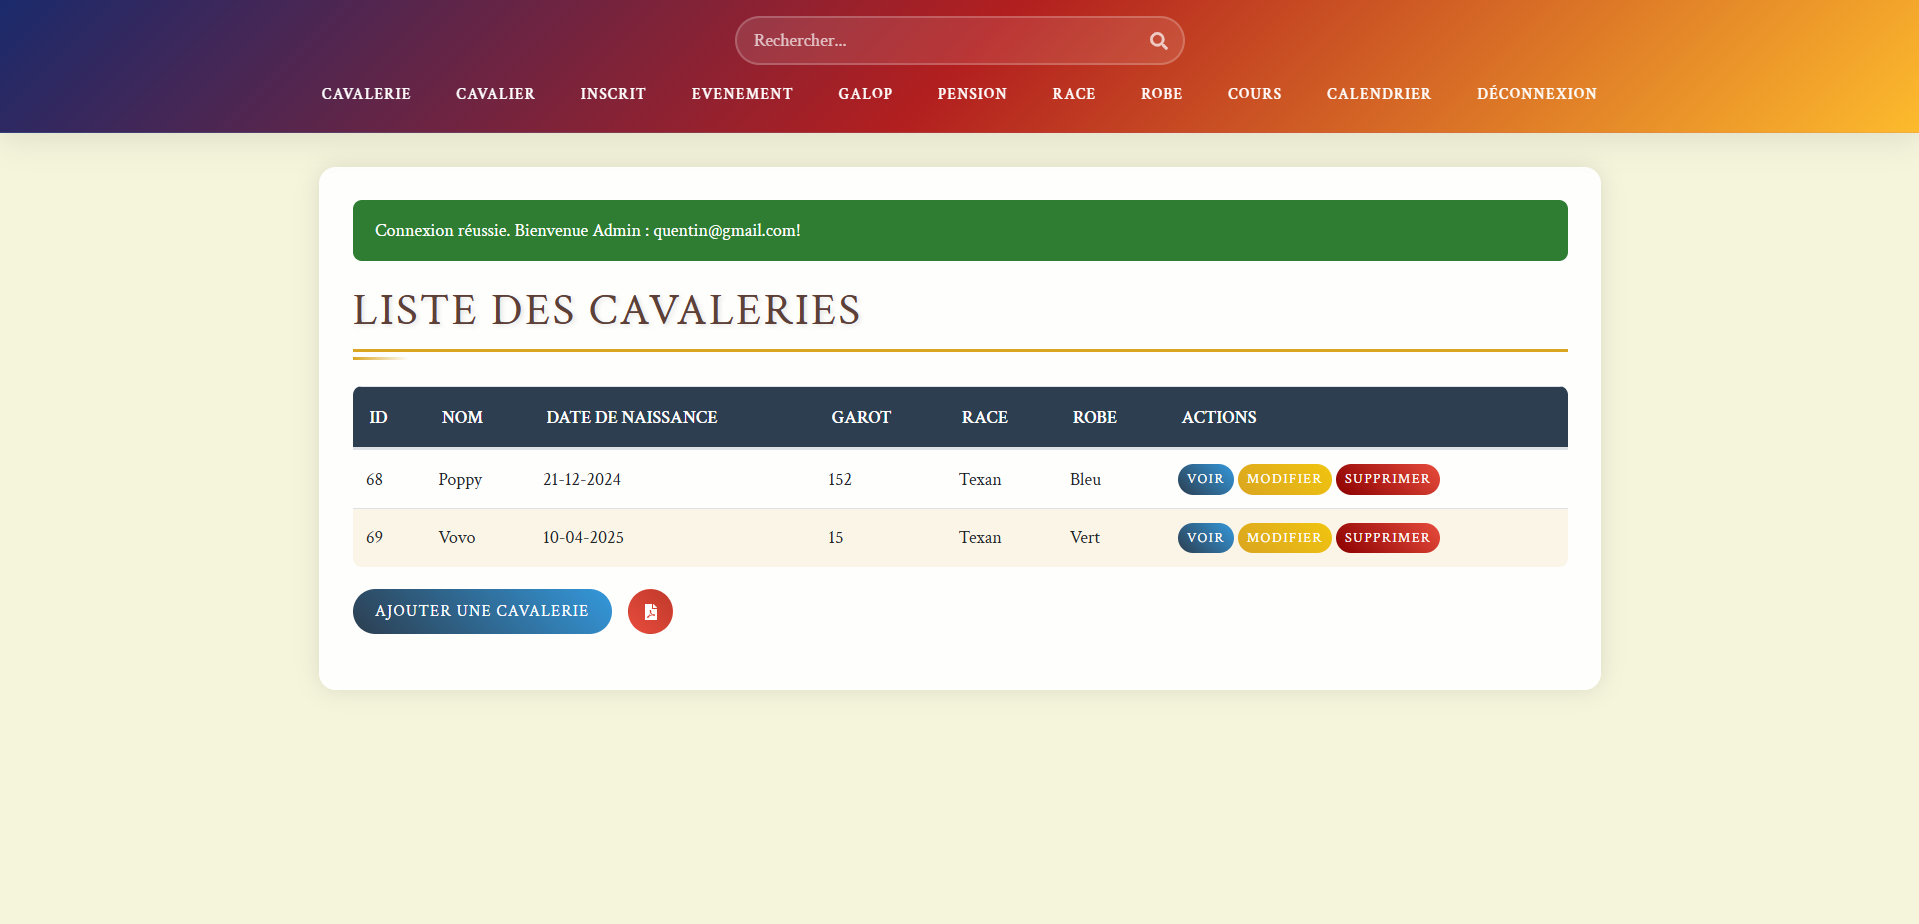 Rechercher...
CAVALERIE CAVALIER INSCRIT EVENEMENT GALOP PENSION RACE ROBE COURS CALENDRIER DÉCONNEXION
Connexion réussie. Bienvenue Admin : quentin@gmail.com!
LISTE DES CAVALERIES
ID NOM DATE DE NAISSANCE GAROT RACE ROBE ACTIONS
68 Poppy 21-12-2024 152 Texan Bleu VOIR MODIFIER SUPPRIMER
69 Vovo 10-04-2025 15 Texan Vert VOIR MODIFIER SUPPRIMER
AJOUTER UNE CAVALERIE